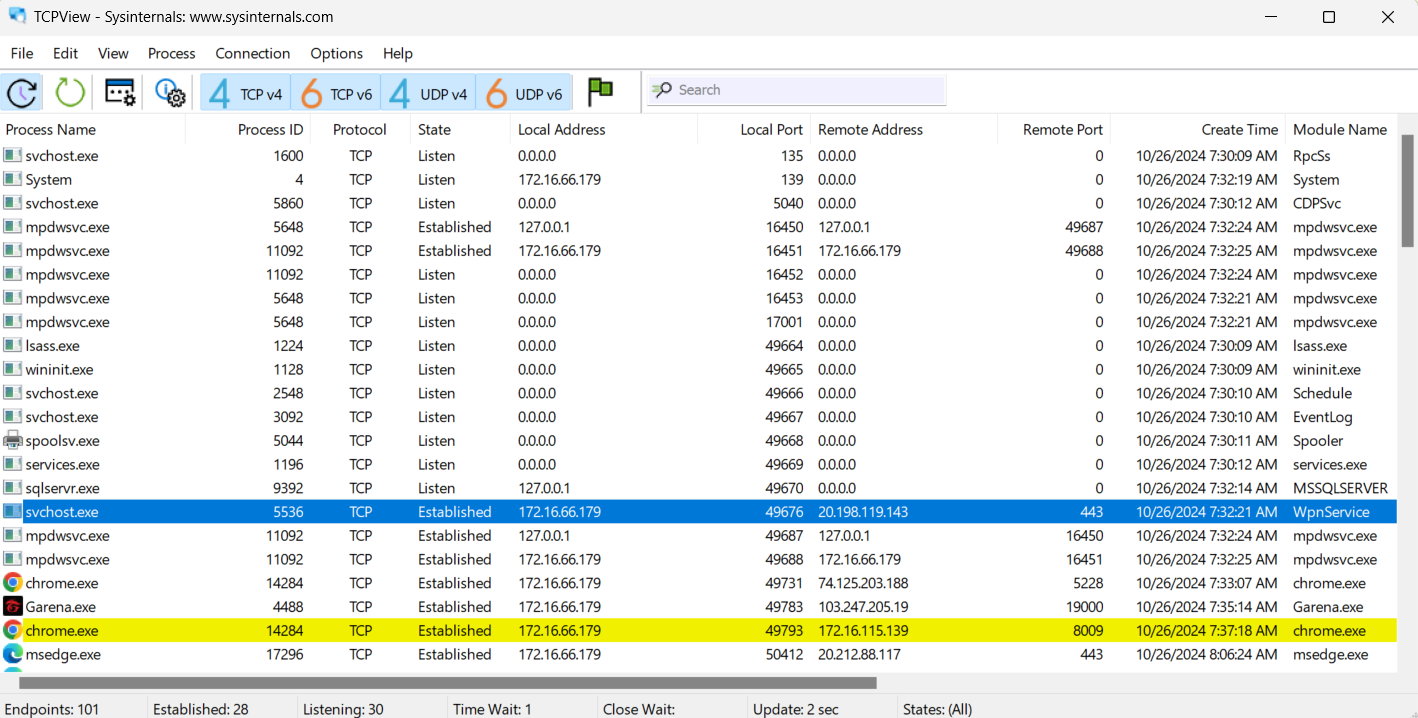 TCPView - Sysinternals: www.sysinternals.com
File Edit View Process Connection Options Help
4 TCP v4 6 TCP v6 4 UDP v4 6 UDP v6 Search
Process Name Process ID Protocol State Local Address Local Port Remote Address Remote Port Create Time Module Name
svchost.exe 1600 TCP Listen 0.0.0.0 135 0.0.0.0 0 10/26/2024 7:30:09 AM RpcSs
System 4 TCP Listen 172.16.66.179 139 0.0.0.0 0 10/26/2024 7:32:19 AM System
svchost.exe 5860 TCP Listen 0.0.0.0 5040 0.0.0.0 0 10/26/2024 7:30:12 AM CDPSvc
mpdwsvc.exe 5648 TCP Established 127.0.0.1 16450 127.0.0.1 49687 10/26/2024 7:32:24 AM mpdwsvc.exe
mpdwsvc.exe 11092 TCP Established 172.16.66.179 16451 172.16.66.179 49688 10/26/2024 7:32:25 AM mpdwsvc.exe
mpdwsvc.exe 11092 TCP Listen 0.0.0.0 16452 0.0.0.0 0 10/26/2024 7:32:24 AM mpdwsvc.exe
mpdwsvc.exe 5648 TCP Listen 0.0.0.0 16453 0.0.0.0 0 10/26/2024 7:32:21 AM mpdwsvc.exe
mpdwsvc.exe 5648 TCP Listen 0.0.0.0 17001 0.0.0.0 0 10/26/2024 7:32:21 AM mpdwsvc.exe
lsass.exe 1224 TCP Listen 0.0.0.0 49664 0.0.0.0 0 10/26/2024 7:30:09 AM lsass.exe
wininit.exe 1128 TCP Listen 0.0.0.0 49665 0.0.0.0 0 10/26/2024 7:30:09 AM wininit.exe
svchost.exe 2548 TCP Listen 0.0.0.0 49666 0.0.0.0 0 10/26/2024 7:30:10 AM Schedule
svchost.exe 3092 TCP Listen 0.0.0.0 49667 0.0.0.0 0 10/26/2024 7:30:10 AM EventLog
spoolsv.exe 5044 TCP Listen 0.0.0.0 49668 0.0.0.0 0 10/26/2024 7:30:11 AM Spooler
services.exe 1196 TCP Listen 0.0.0.0 49669 0.0.0.0 0 10/26/2024 7:30:12 AM services.exe
sqlservr.exe 9392 TCP Listen 127.0.0.1 49670 0.0.0.0 0 10/26/2024 7:32:14 AM MSSQLSERVER
svchost.exe 5536 TCP Established 172.16.66.179 49676 20.198.119.143 443 10/26/2024 7:32:21 AM WpnService
mpdwsvc.exe 11092 TCP Established 127.0.0.1 49687 127.0.0.1 16450 10/26/2024 7:32:24 AM mpdwsvc.exe
mpdwsvc.exe 11092 TCP Established 172.16.66.179 49688 172.16.66.179 16451 10/26/2024 7:32:25 AM mpdwsvc.exe
chrome.exe 14284 TCP Established 172.16.66.179 49731 74.125.203.188 5228 10/26/2024 7:33:07 AM chrome.exe
Garena.exe 4488 TCP Established 172.16.66.179 49783 103.247.205.19 19000 10/26/2024 7:35:14 AM Garena.exe
chrome.exe 14284 TCP Established 172.16.66.179 49793 172.16.115.139 8009 10/26/2024 7:37:18 AM chrome.exe
msedge.exe 17296 TCP Established 172.16.66.179 50412 20.212.88.117 443 10/26/2024 8:06:24 AM msedge.exe
Endpoints: 101 Established: 28 Listening: 30 Time Wait: 1 Close Wait: Update: 2 sec States: (All)